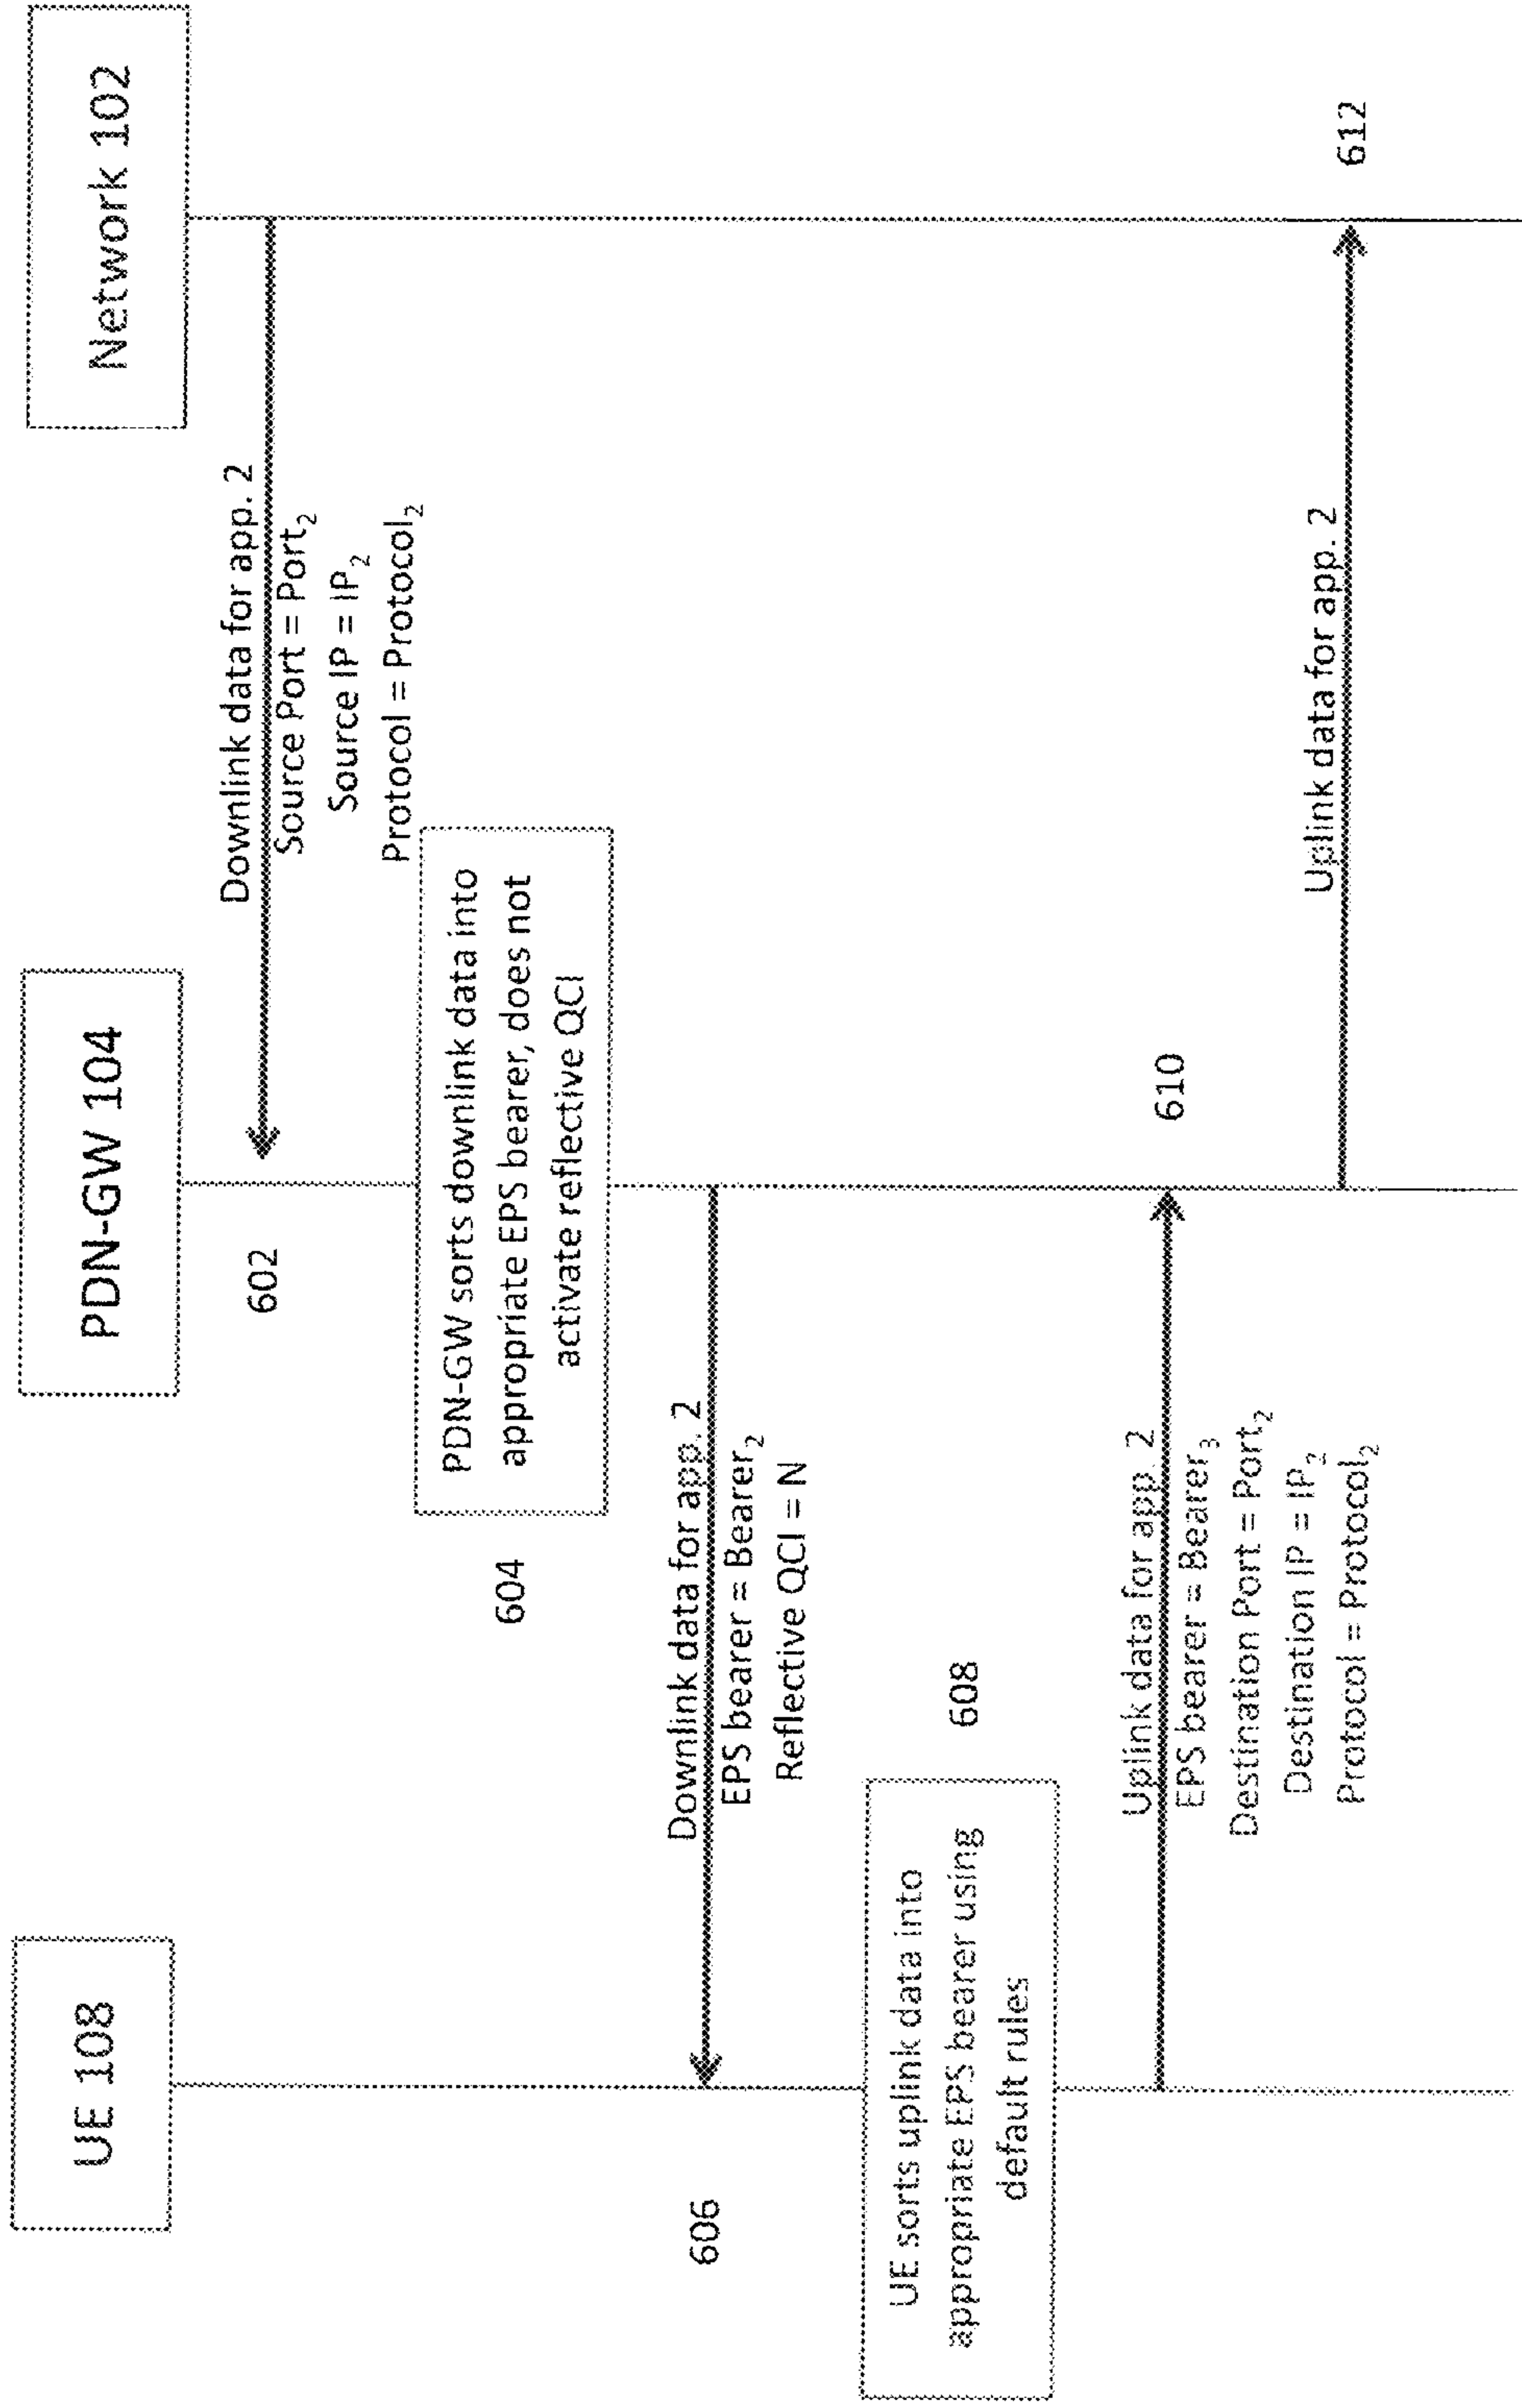 UE 108
PDN-GW 104
Network 102
Downlink data for app. 2
Source Port = Port₂
Source IP = IP₂
Protocol = Protocol₂
602
PDN-GW sorts downlink data into
appropriate EPS bearer, does not
activate reflective QCI
604
Downlink data for app. 2
EPS bearer = Bearer₂
Reflective QCI = N
606
UE sorts uplink data into
appropriate EPS bearer using
default rules
608
Uplink data for app. 2
EPS bearer = Bearer₃
Destination Port = Port₂
Destination IP = IP₂
Protocol = Protocol₂
610
Uplink data for app. 2
612